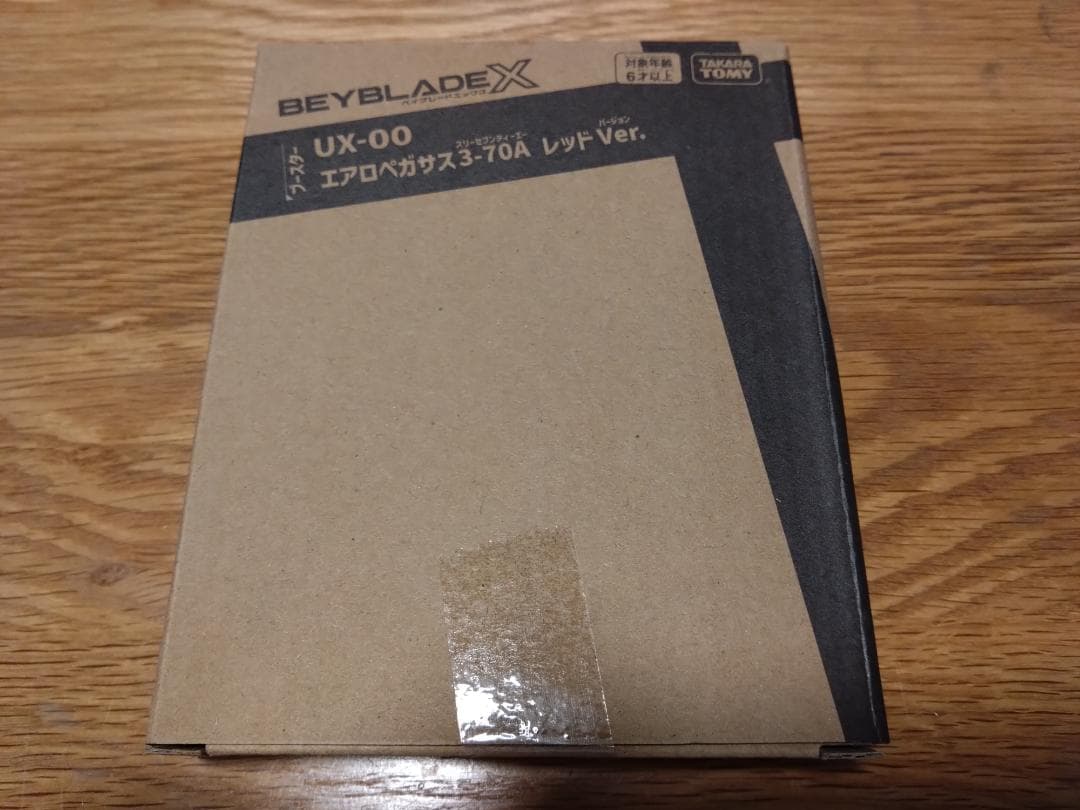 BEYBLADE X
ベイブレードエックス
対象年齢
6才以上
TAKARA
TOMY
ブースター
UX-00
スリーセブンティーエー
バージョン
エアロペガサス3-70A レッドVer.